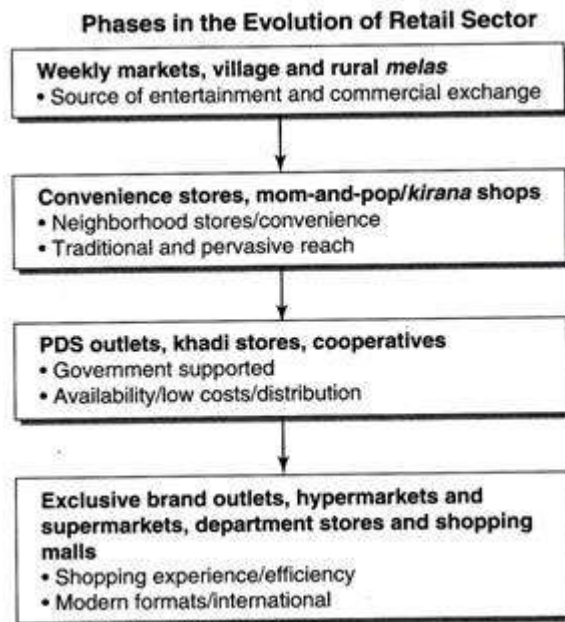 Phases in the Evolution of Retail Sector
Weekly markets, village and rural melas
• Source of entertainment and commercial exchange
Convenience stores, mom-and-pop/kirana shops
• Neighborhood stores/convenience
• Traditional and pervasive reach
PDS outlets, khadi stores, cooperatives
• Government supported
• Availability/low costs/distribution
Exclusive brand outlets, hypermarkets and
supermarkets, department stores and shopping
malls
• Shopping experience/efficiency
• Modern formats/international